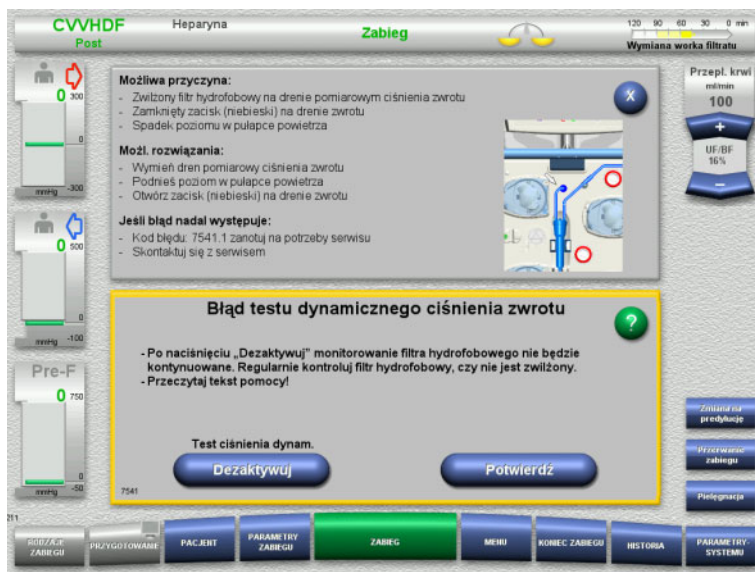 CVVHDF
Post
Heparyna
Zabieg
120 90 60 30 0 min
Wymiana worka filtratu
0 300
0
mmHg -300
0 500
0
mmHg -100
Pre-F
0 750
0
mmHg -50
Możliwa przyczyna:
- Zwilżony filtr hydrofobowy na drenie pomiarowym ciśnienia zwrotu
- Zamknięty zacisk (niebieski) na drenie zwrotu
- Spadek poziomu w pułapce powietrza
Możl. rozwiązania:
- Wymień dren pomiarowy ciśnienia zwrotu
- Podnieś poziom w pułapce powietrza
- Otwórz zacisk (niebieski) na drenie zwrotu
Jeśli błąd nadal występuje:
- Kod błędu: 7541.1 zanotuj na potrzeby serwisu
- Skontaktuj się z serwisem
X
Błąd testu dynamicznego ciśnienia zwrotu
?
- Po naciśnięciu „Dezaktywuj” monitorowanie filtra hydrofobowego nie będzie
kontynuowane. Regularnie kontroluj filtr hydrofobowy, czy nie jest zwilżony.
- Przeczytaj tekst pomocy!
Test ciśnienia dynam.
Dezaktywuj
Potwierdź
7541
Przepł. krwi
ml/min
100
+
UF/BF
16%
−
Zmiana na
predylucję
Przerwanie
zabiegu
Pielęgnacja
211
RODZAJE
ZABIEGU
PRZYGOTOWANIE
PACJENT
PARAMETRY
ZABIEGU
ZABIEG
MENU
KONIEC ZABIEGU
HISTORIA
PARAMETRY-
SYSTEMU